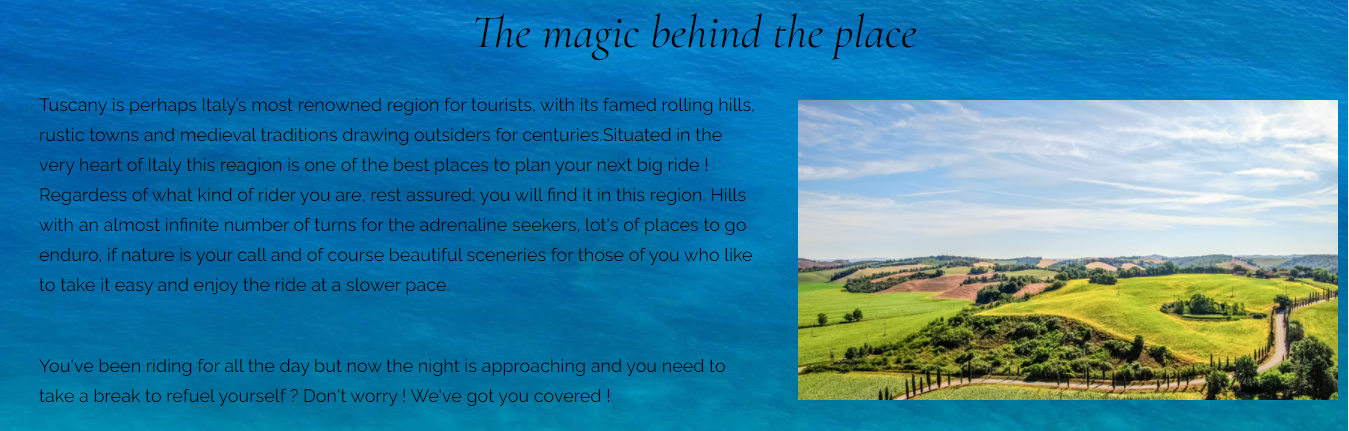 The magic behind the place
Tuscany is perhaps Italy's most renowned region for tourists, with its famed rolling hills,
rustic towns and medieval traditions drawing outsiders for centuries.Situated in the
very heart of Italy this reagion is one of the best places to plan your next big ride !
Regardess of what kind of rider you are, rest assured; you will find it in this region. Hills
with an almost infinite number of turns for the adrenaline seekers, lot's of places to go
enduro, if nature is your call and of course beautiful sceneries for those of you who like
to take it easy and enjoy the ride at a slower pace.
You've been riding for all the day but now the night is approaching and you need to
take a break to refuel yourself ? Don't worry ! We've got you covered !